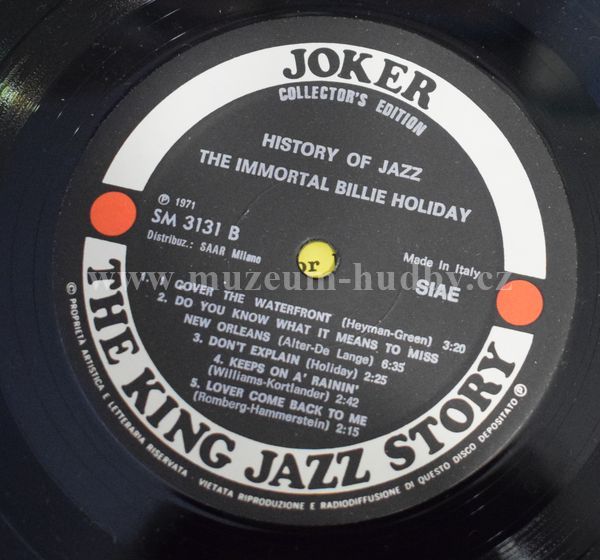 JOKER
COLLECTOR'S EDITION
HISTORY OF JAZZ
THE IMMORTAL BILLIE HOLIDAY
Ⓟ 1971
SM 3131 B
Distribuz.: SAAR Milano
Made in Italy
SIAE
or
www.muzeum-hudby.cz
COVER THE WATERFRONT (Heyman-Green) 3:20
2. DO YOU KNOW WHAT IT MEANS TO MISS
NEW ORLEANS (Alter-De Lange) 6:35
3. DON'T EXPLAIN (Holiday) 2:25
4. KEEPS ON A' RAININ'
(Williams-Kortlander) 2:42
5. LOVER COME BACK TO ME
(Romberg-Hammerstein) 2:15
THE KING JAZZ STORY
© PROPRIETÀ ARTISTICA E LETTERARIA RISERVATA - VIETATA RIPRODUZIONE E RADIODIFFUSIONE DI QUESTO DISCO DEPOSITATO Ⓟ